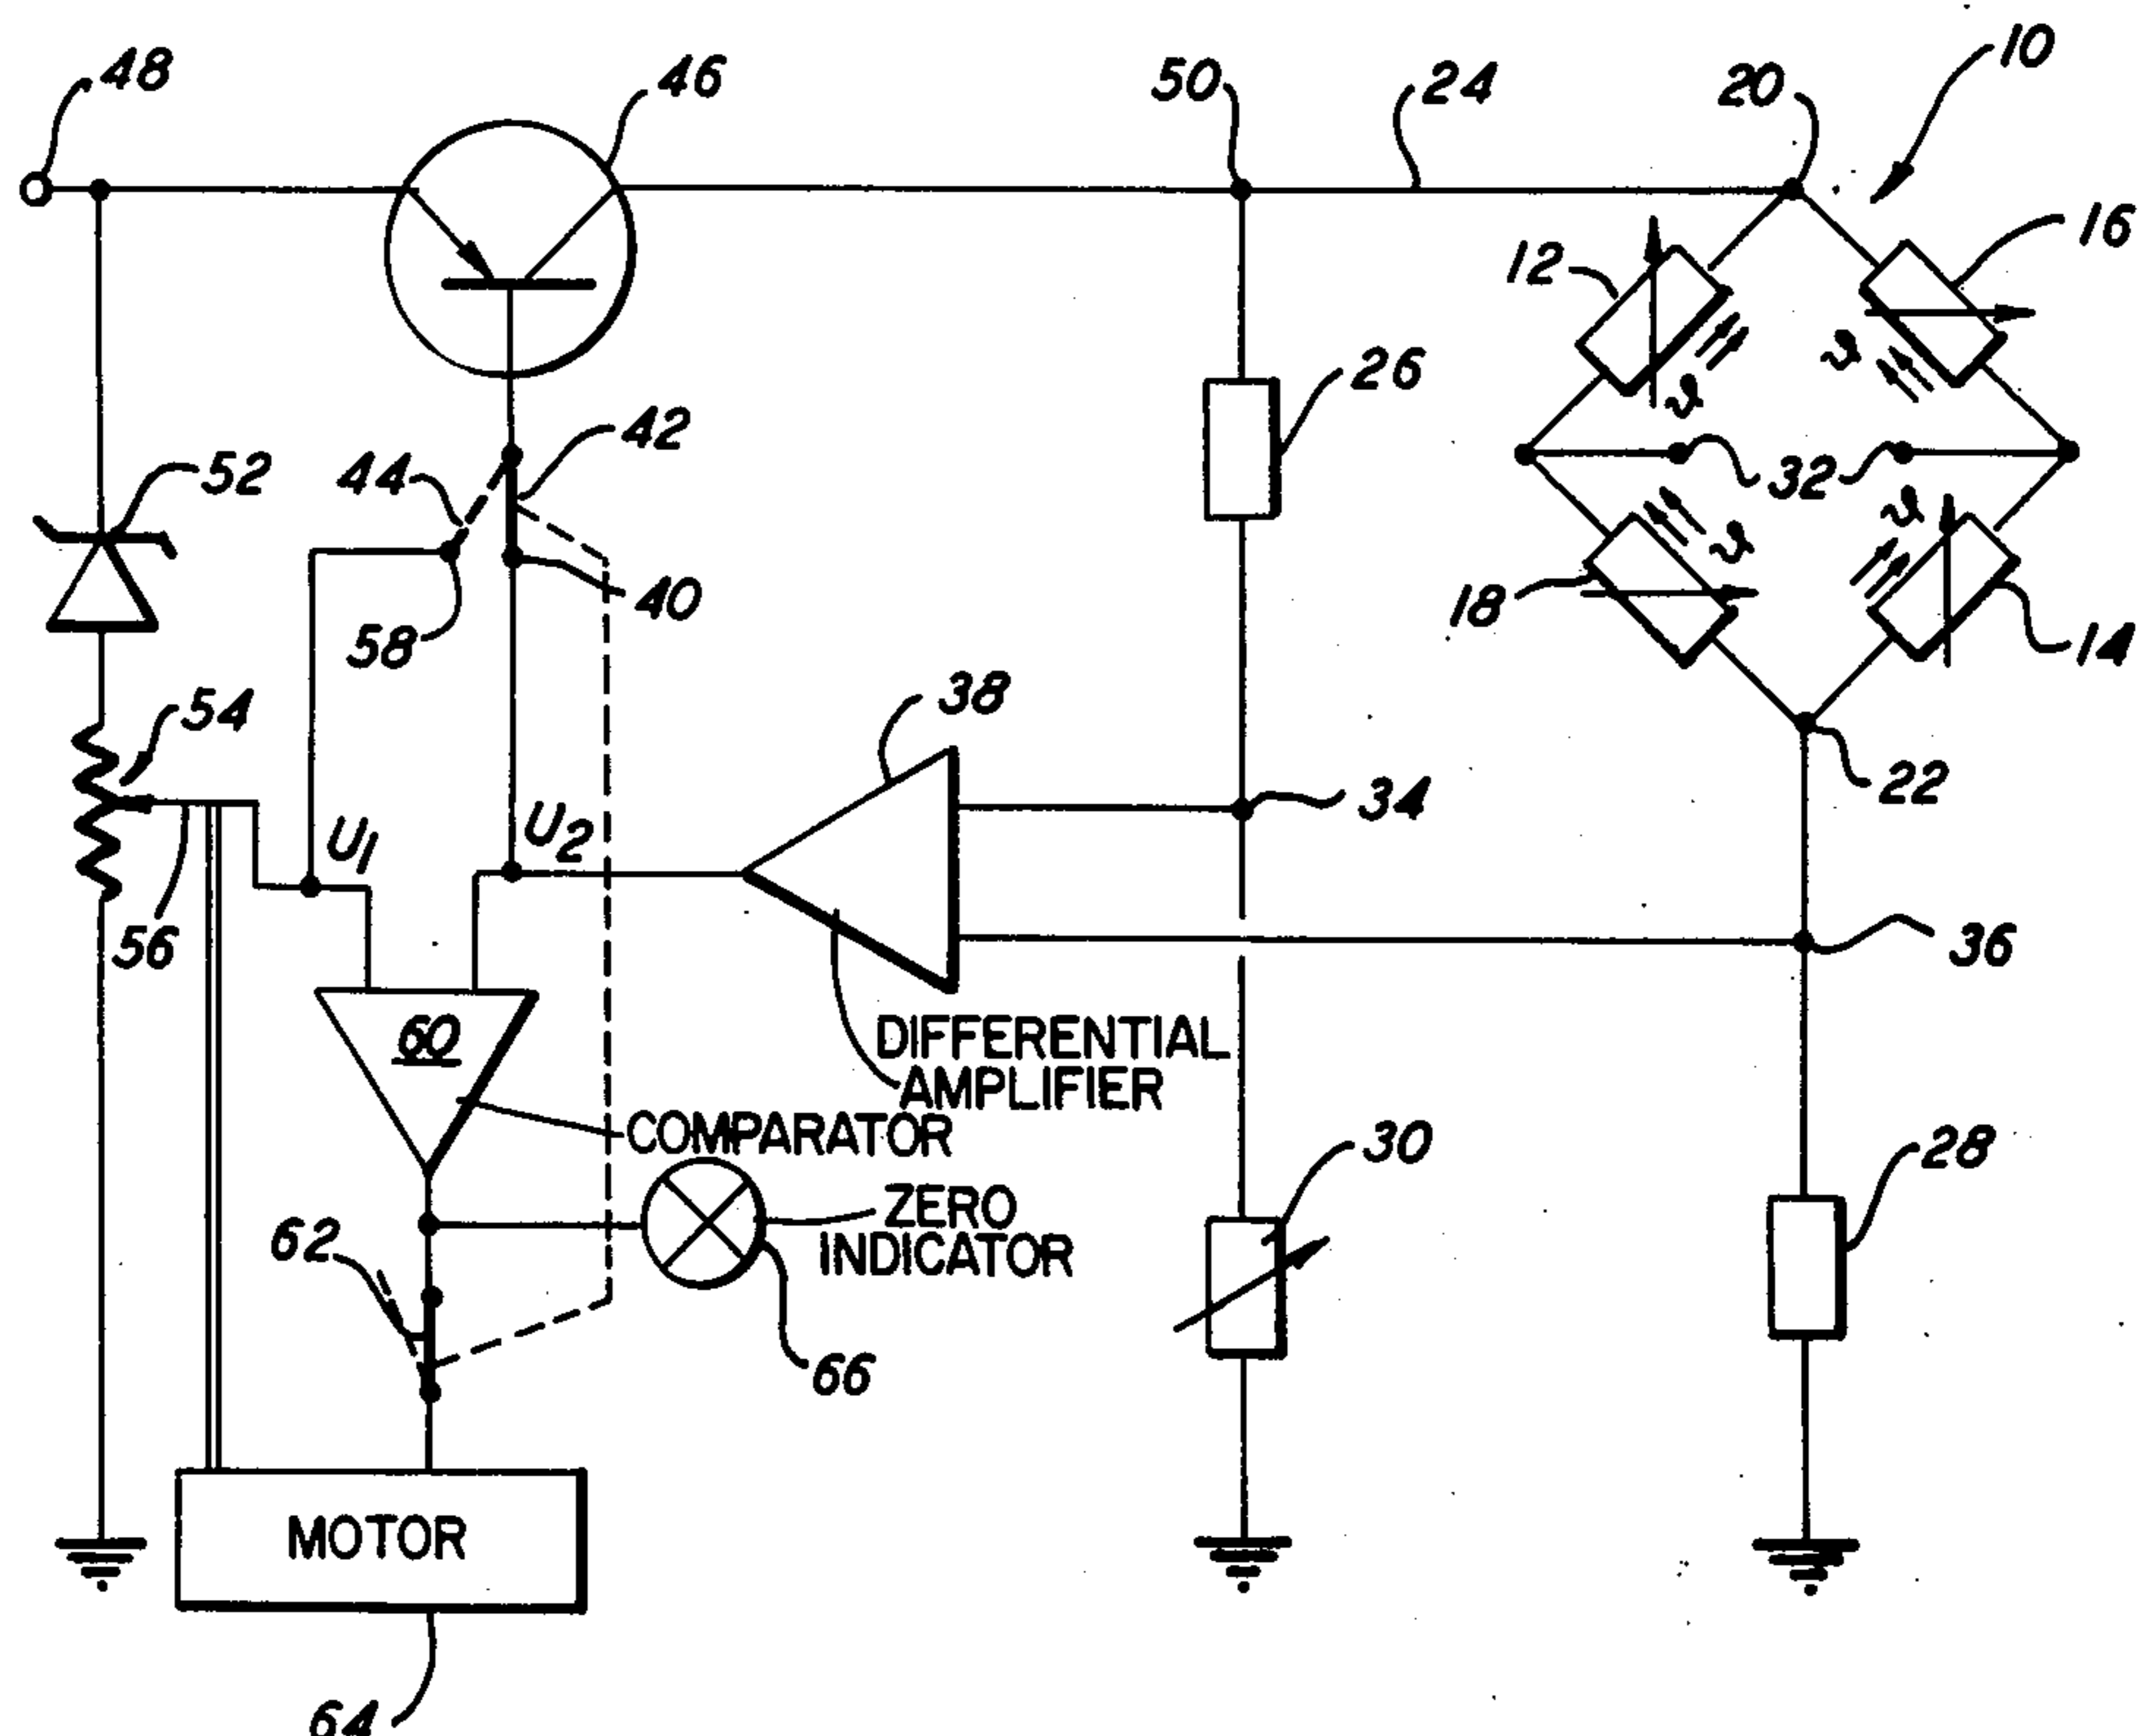 48
46
50
24
20
10
12
16
ϑ
ϑ
26
42
44
52
32
ϑ
ϑ
40
58
18
14
54
38
34
22
U1
U2
56
36
60
DIFFERENTIAL
AMPLIFIER
COMPARATOR
30
28
ZERO
INDICATOR
62
66
MOTOR
64